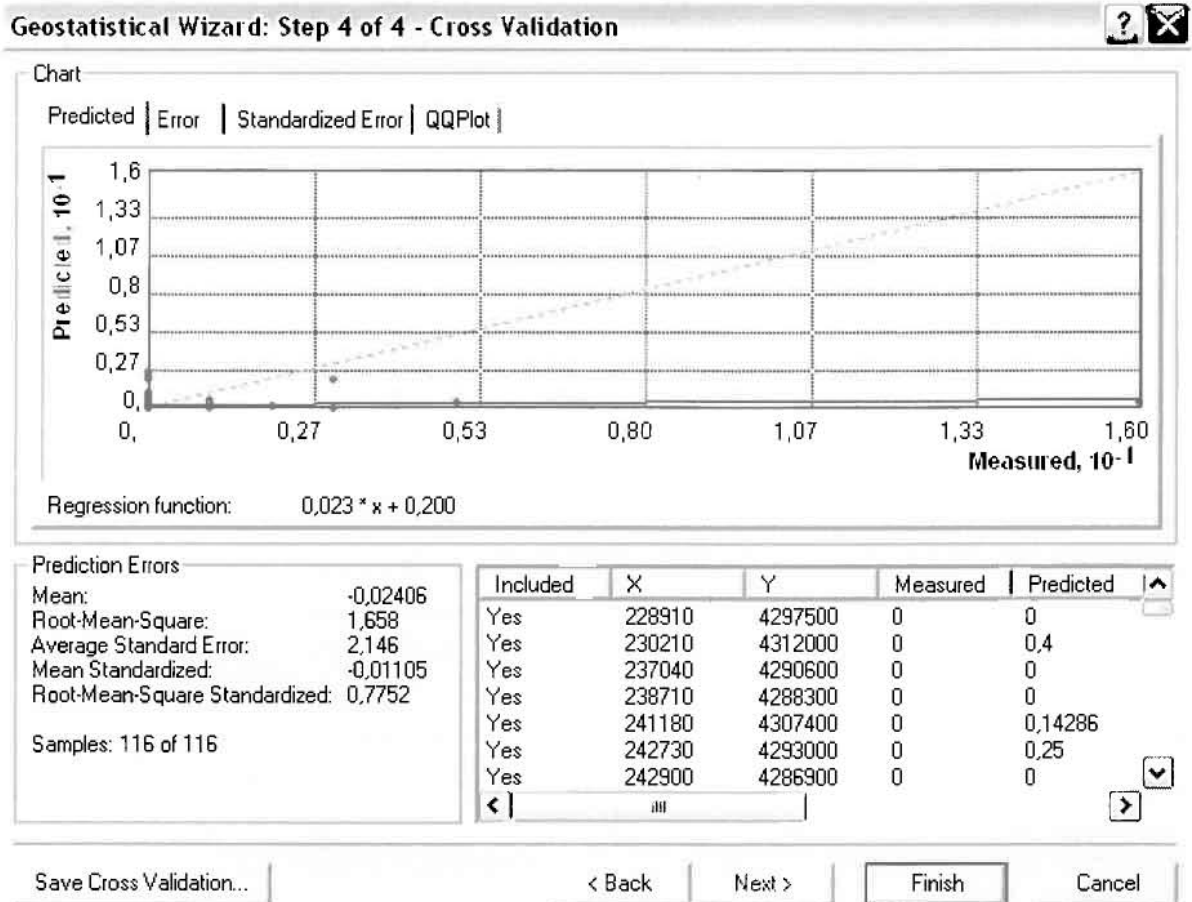 Geostatistical Wizard: Step 4 of 4 - Cross Validation
?
Chart
Predicted Error Standardized Error QQPlot
Predicted, 10-1
1,6
1,33
1,07
0,8
0,53
0,27
0,
0, 0,27 0,53 0,80 1,07 1,33 1,60
Measured, 10-1
Regression function: 0,023 * x + 0,200
Prediction Errors
Mean: -0,02406
Root-Mean-Square: 1,658
Average Standard Error: 2,146
Mean Standardized: -0,01105
Root-Mean-Square Standardized: 0,7752
Samples: 116 of 116
Included X Y Measured Predicted
Yes 228910 4297500 0 0
Yes 230210 4312000 0 0,4
Yes 237040 4290600 0 0
Yes 238710 4288300 0 0
Yes 241180 4307400 0 0,14286
Yes 242730 4293000 0 0,25
Yes 242900 4286900 0 0
Save Cross Validation... < Back Next > Finish Cancel